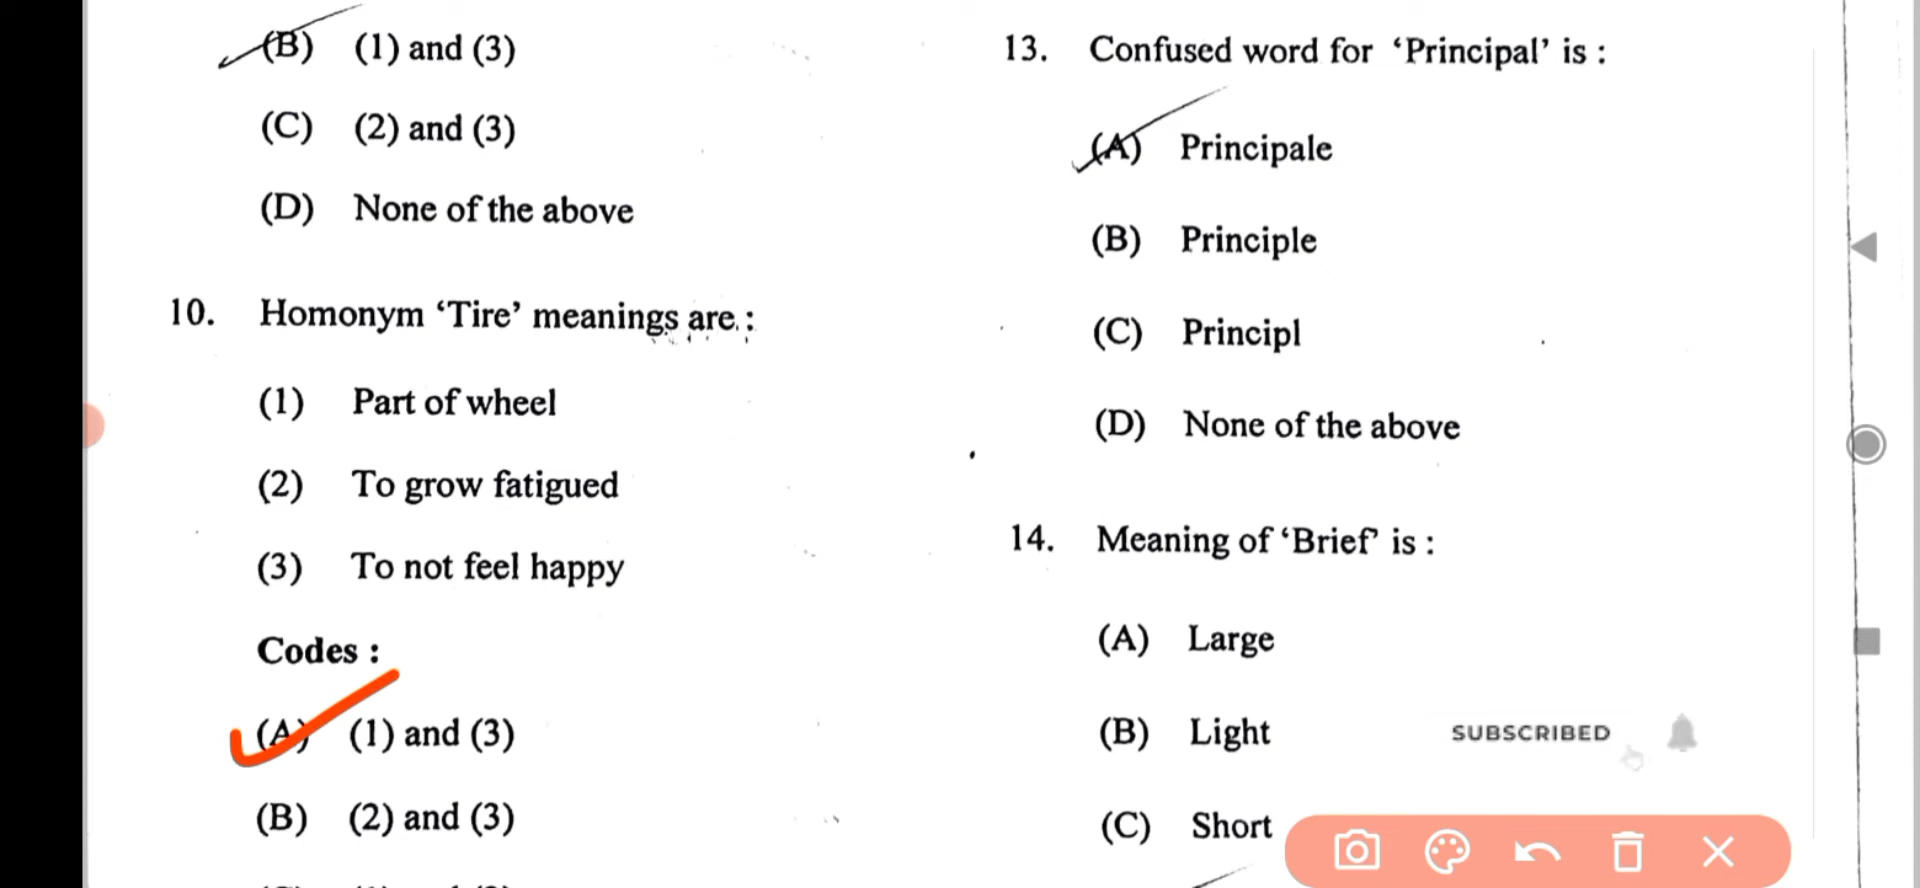 (B) (1) and (3)
(C) (2) and (3)
(D) None of the above
10. Homonym ‘Tire’ meanings are :
(1) Part of wheel
(2) To grow fatigued
(3) To not feel happy
Codes :
(A) (1) and (3)
(B) (2) and (3)
13. Confused word for ‘Principal’ is :
(A) Principale
(B) Principle
(C) Principl
(D) None of the above
14. Meaning of ‘Brief’ is :
(A) Large
(B) Light
(C) Short
SUBSCRIBED